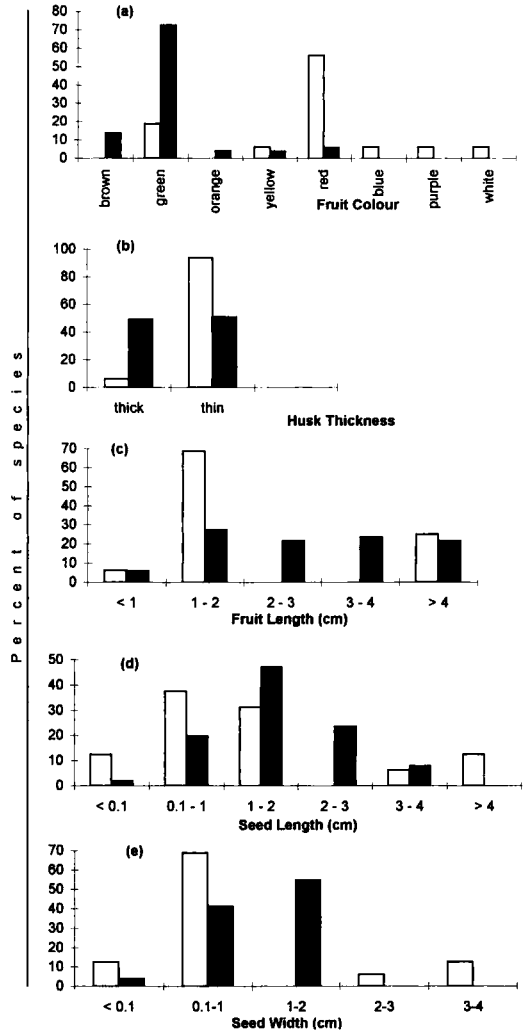 Percent of species
(a)
80
70
60
50
40
30
20
10
0
brown green orange yellow red blue purple white
Fruit Colour
(b)
100
80
60
40
20
0
thick thin
Husk Thickness
(c)
70
60
50
40
30
20
10
0
< 1 1 - 2 2 - 3 3 - 4 > 4
Fruit Length (cm)
(d)
50
40
30
20
10
0
< 0.1 0.1 - 1 1 - 2 2 - 3 3 - 4 > 4
Seed Length (cm)
(e)
70
60
50
40
30
20
10
0
< 0.1 0.1-1 1-2 2-3 3-4
Seed Width (cm)